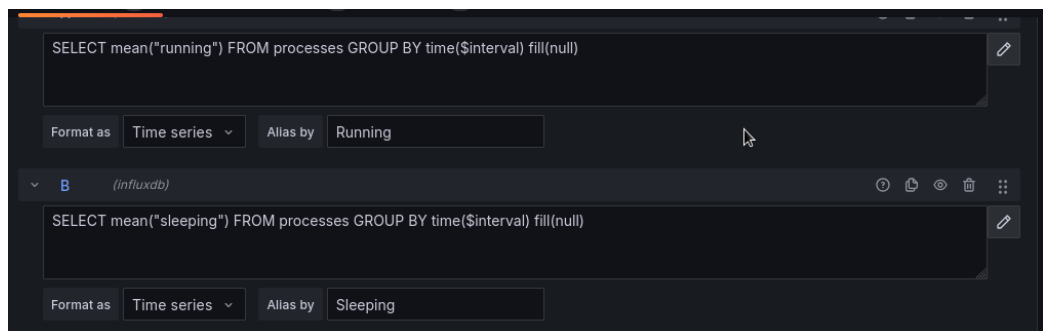 SELECT mean("running") FROM processes GROUP BY time($interval) fill(null)
Format as Time series Alias by Running
B (influxdb)
SELECT mean("sleeping") FROM processes GROUP BY time($interval) fill(null)
Format as Time series Alias by Sleeping